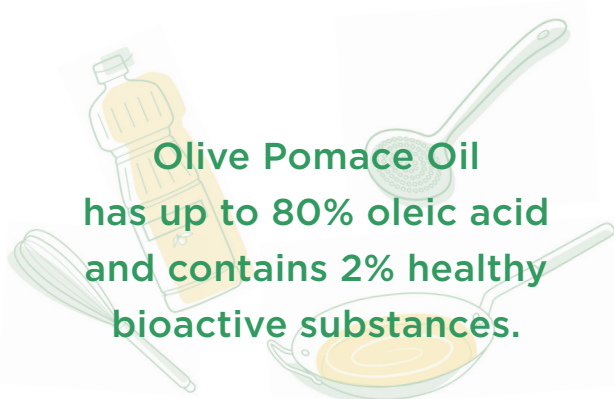 Olive Pomace Oil
has up to 80% oleic acid
and contains 2% healthy
bioactive substances.